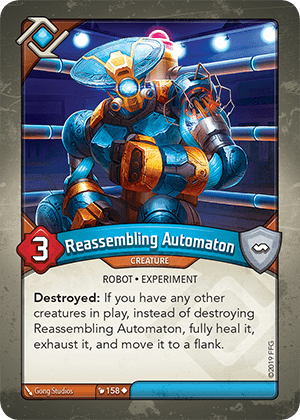 3
Reassembling Automaton
CREATURE
ROBOT • EXPERIMENT
Destroyed: If you have any other
creatures in play, instead of destroying
Reassembling Automaton, fully heal it,
exhaust it, and move it to a flank.
©2019 FFG
Gong Studios
158